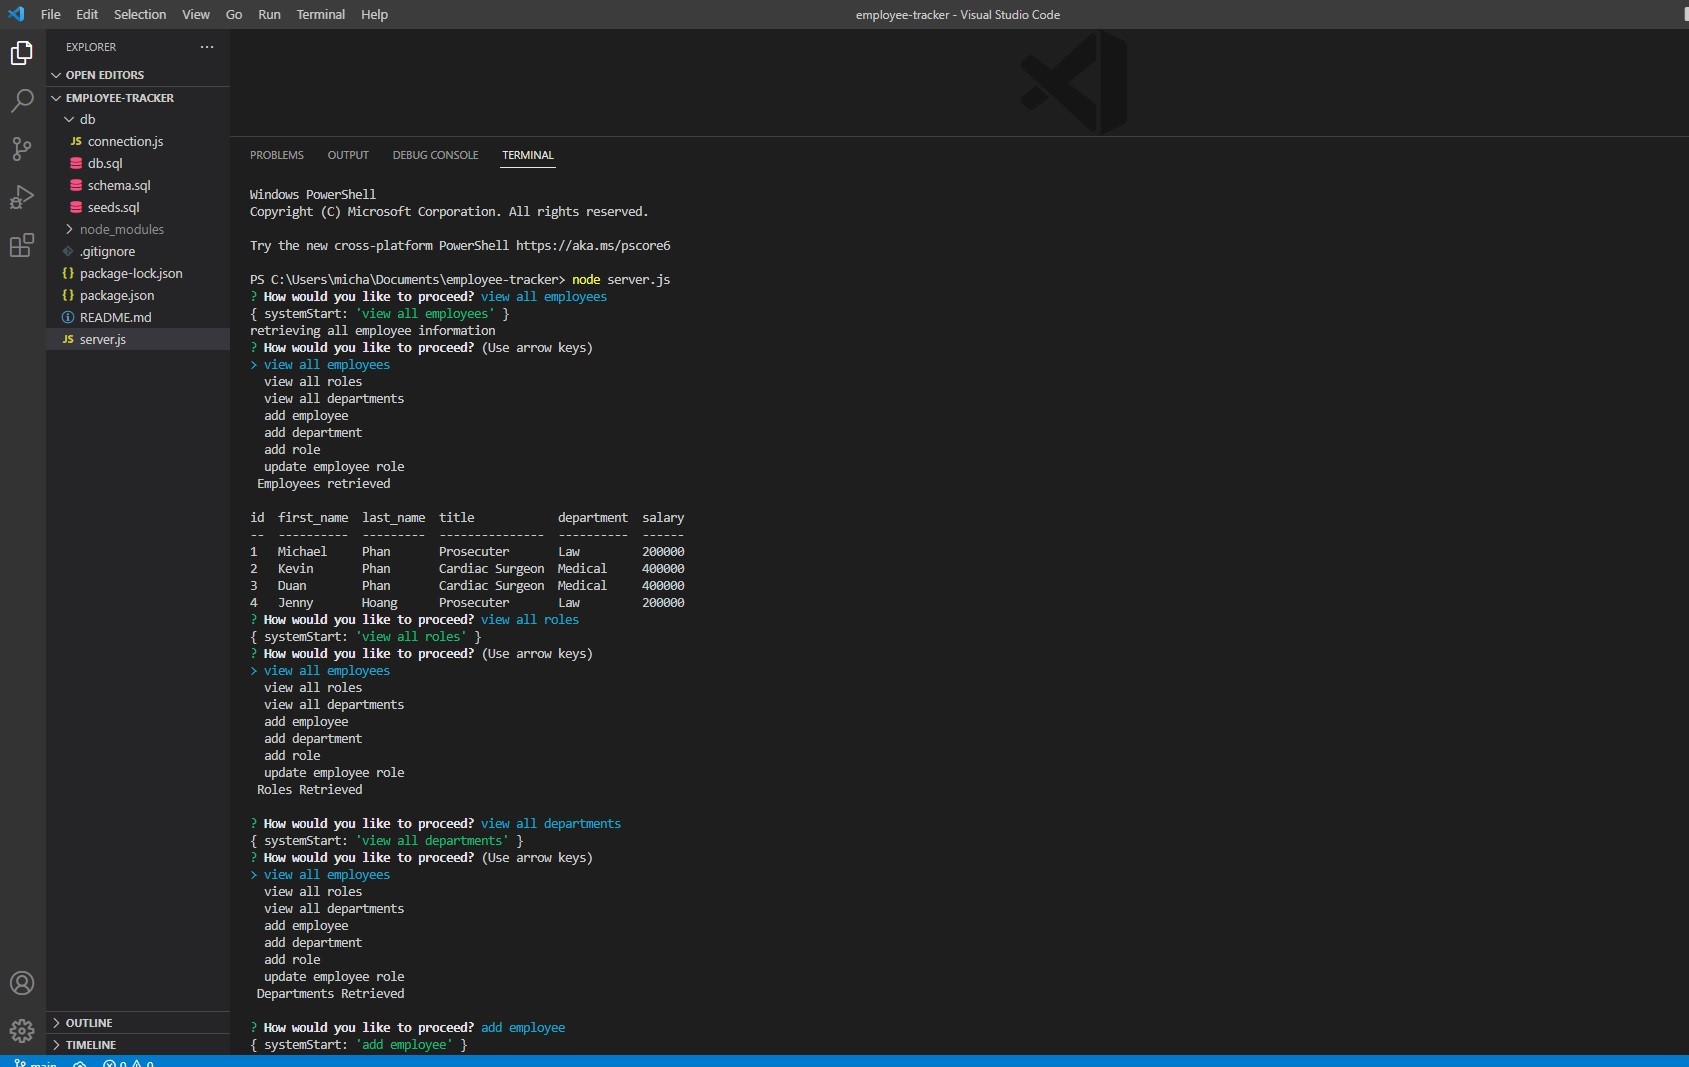 File Edit Selection View Go Run Terminal Help
employee-tracker - Visual Studio Code
EXPLORER ...
OPEN EDITORS
EMPLOYEE-TRACKER
db
JS connection.js
db.sql
schema.sql
seeds.sql
node_modules
.gitignore
{} package-lock.json
{} package.json
README.md
JS server.js
OUTLINE
TIMELINE
PROBLEMS OUTPUT DEBUG CONSOLE TERMINAL
Windows PowerShell
Copyright (C) Microsoft Corporation. All rights reserved.
Try the new cross-platform PowerShell https://aka.ms/pscore6
PS C:\Users\micha\Documents\employee-tracker> node server.js
? How would you like to proceed? view all employees
{ systemStart: 'view all employees' }
retrieving all employee information
? How would you like to proceed? (Use arrow keys)
> view all employees
view all roles
view all departments
add employee
add department
add role
update employee role
Employees retrieved
id first_name last_name title department salary
-- ---------- --------- --------------- ---------- ------
1 Michael Phan Prosecuter Law 200000
2 Kevin Phan Cardiac Surgeon Medical 400000
3 Duan Phan Cardiac Surgeon Medical 400000
4 Jenny Hoang Prosecuter Law 200000
? How would you like to proceed? view all roles
{ systemStart: 'view all roles' }
? How would you like to proceed? (Use arrow keys)
> view all employees
view all roles
view all departments
add employee
add department
add role
update employee role
Roles Retrieved
? How would you like to proceed? view all departments
{ systemStart: 'view all departments' }
? How would you like to proceed? (Use arrow keys)
> view all employees
view all roles
view all departments
add employee
add department
add role
update employee role
Departments Retrieved
? How would you like to proceed? add employee
{ systemStart: 'add employee' }
main 0 0